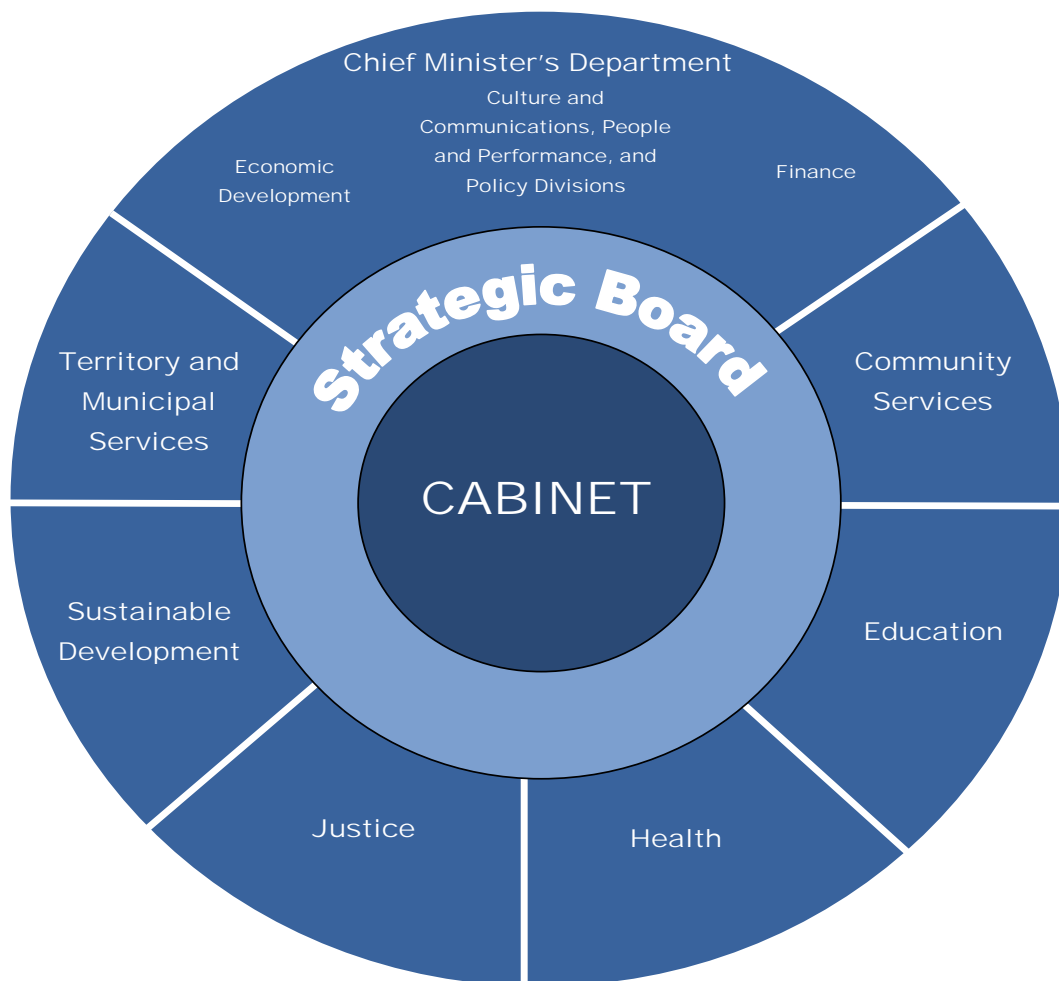 Chief Minister's Department
Culture and
Communications, People
and Performance, and
Policy Divisions
Economic
Development
Finance
Strategic Board
Territory and
Municipal
Services
Community
Services
CABINET
Sustainable
Development
Education
Justice
Health